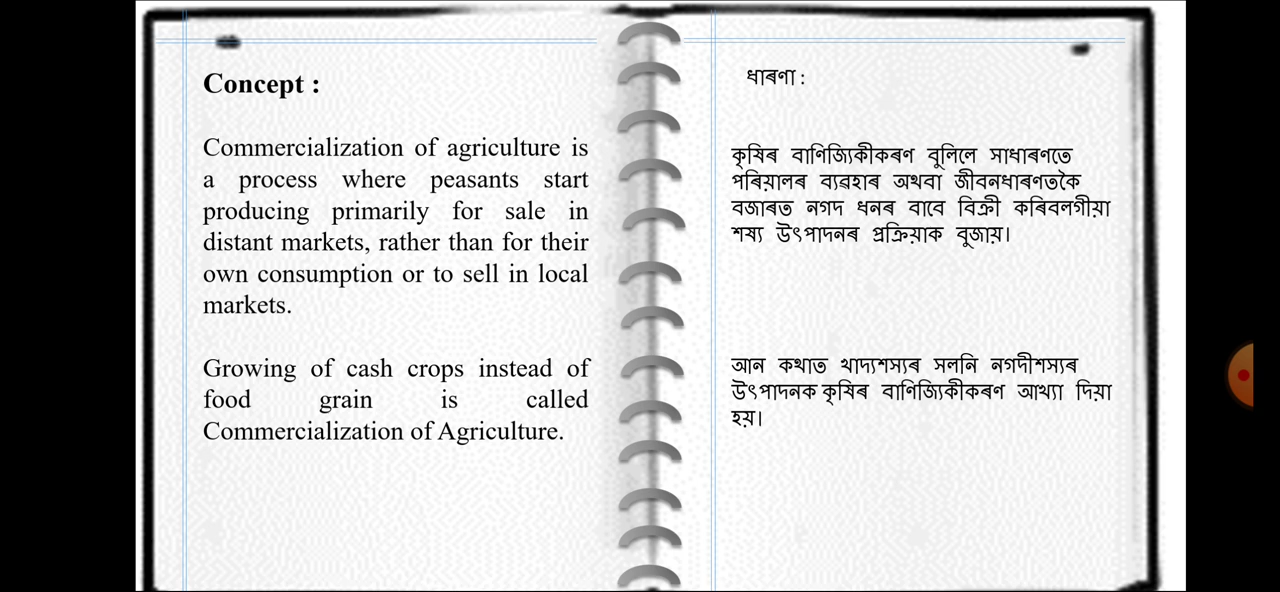 Concept :
Commercialization of agriculture is
a process where peasants start
producing primarily for sale in
distant markets, rather than for their
own consumption or to sell in local
markets.
Growing of cash crops instead of
food grain is called
Commercialization of Agriculture.
ধাৰণা :
কৃষিৰ বাণিজ্যিকীকৰণ বুলিলে সাধাৰণতে
পৰিয়ালৰ ব্যৱহাৰ অথবা জীবনধাৰণতকৈ
বজাৰত নগদ ধনৰ বাবে বিক্ৰী কৰিবলগীয়া
শষ্য উৎপাদনৰ প্ৰক্ৰিয়াক বুজায়।
আন কথাত খাদ্যশস্যৰ সলনি নগদীশস্যৰ
উৎপাদনক কৃষিৰ বাণিজ্যিকীকৰণ আখ্যা দিয়া
হয়।